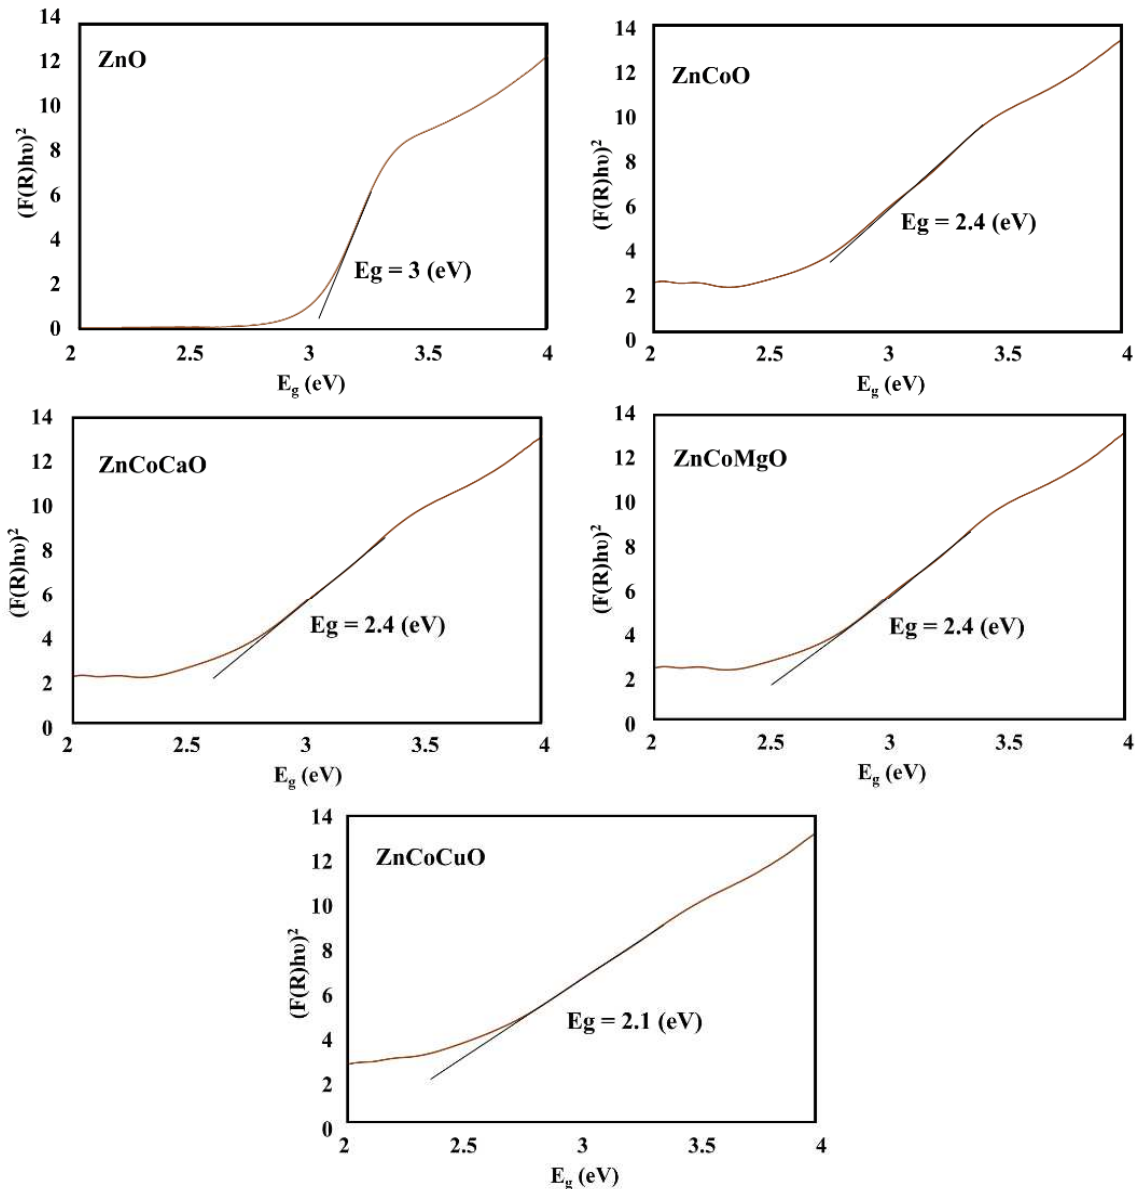 14
12
10
8
6
4
2
0
(F(R)hυ)²
ZnO
Eg = 3 (eV)
2 2.5 3 3.5 4
E_g (eV)
14
12
10
8
6
4
2
0
(F(R)hυ)²
ZnCoO
Eg = 2.4 (eV)
2 2.5 3 3.5 4
E_g (eV)
14
12
10
8
6
4
2
0
(F(R)hυ)²
ZnCoCaO
Eg = 2.4 (eV)
2 2.5 3 3.5 4
E_g (eV)
14
12
10
8
6
4
2
0
(F(R)hυ)²
ZnCoMgO
Eg = 2.4 (eV)
2 2.5 3 3.5 4
E_g (eV)
14
12
10
8
6
4
2
0
(F(R)hυ)²
ZnCoCuO
Eg = 2.1 (eV)
2 2.5 3 3.5 4
E_g (eV)